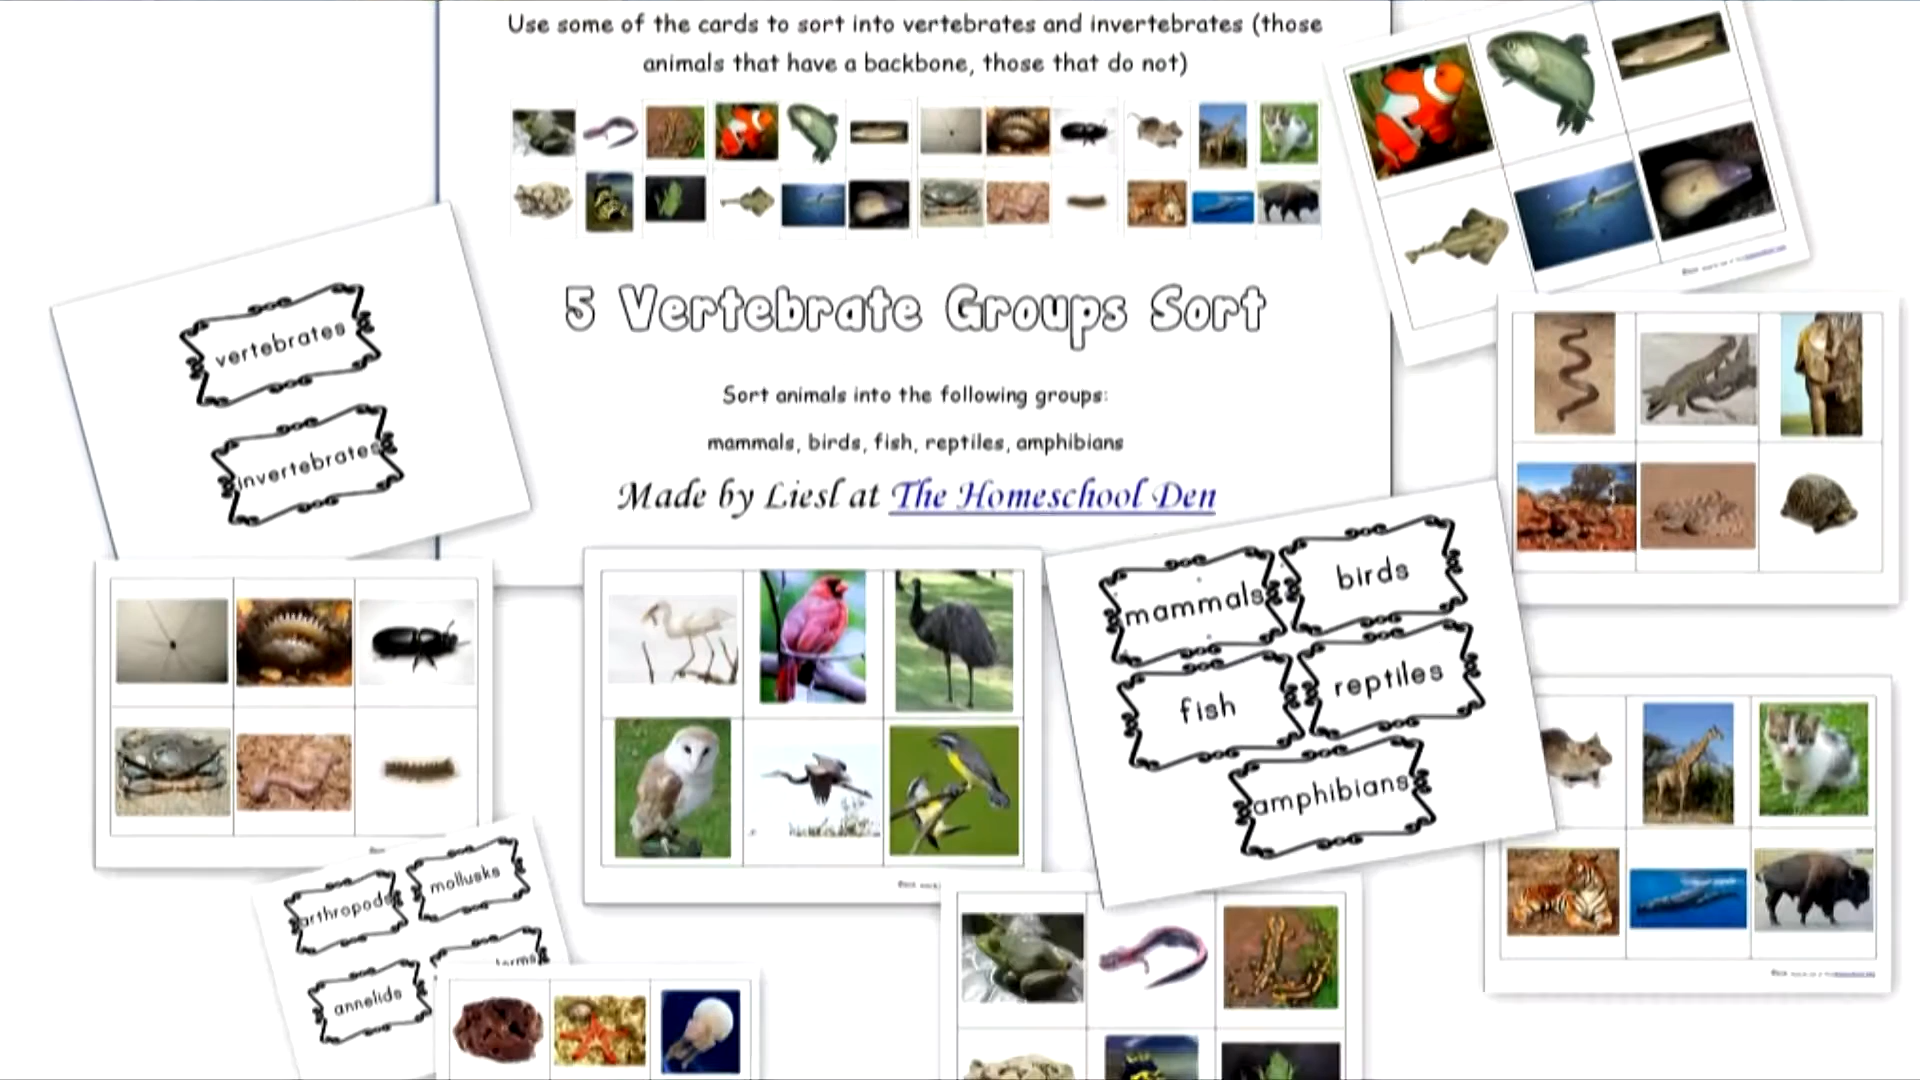 Use some of the cards to sort into vertebrates and invertebrates (those
animals that have a backbone, those that do not)
5 Vertebrate Groups Sort
Sort animals into the following groups:
mammals, birds, fish, reptiles, amphibians
Made by Liesl at The Homeschool Den
vertebrates
invertebrates
mammals
birds
fish
reptiles
amphibians
arthropods
mollusks
annelids